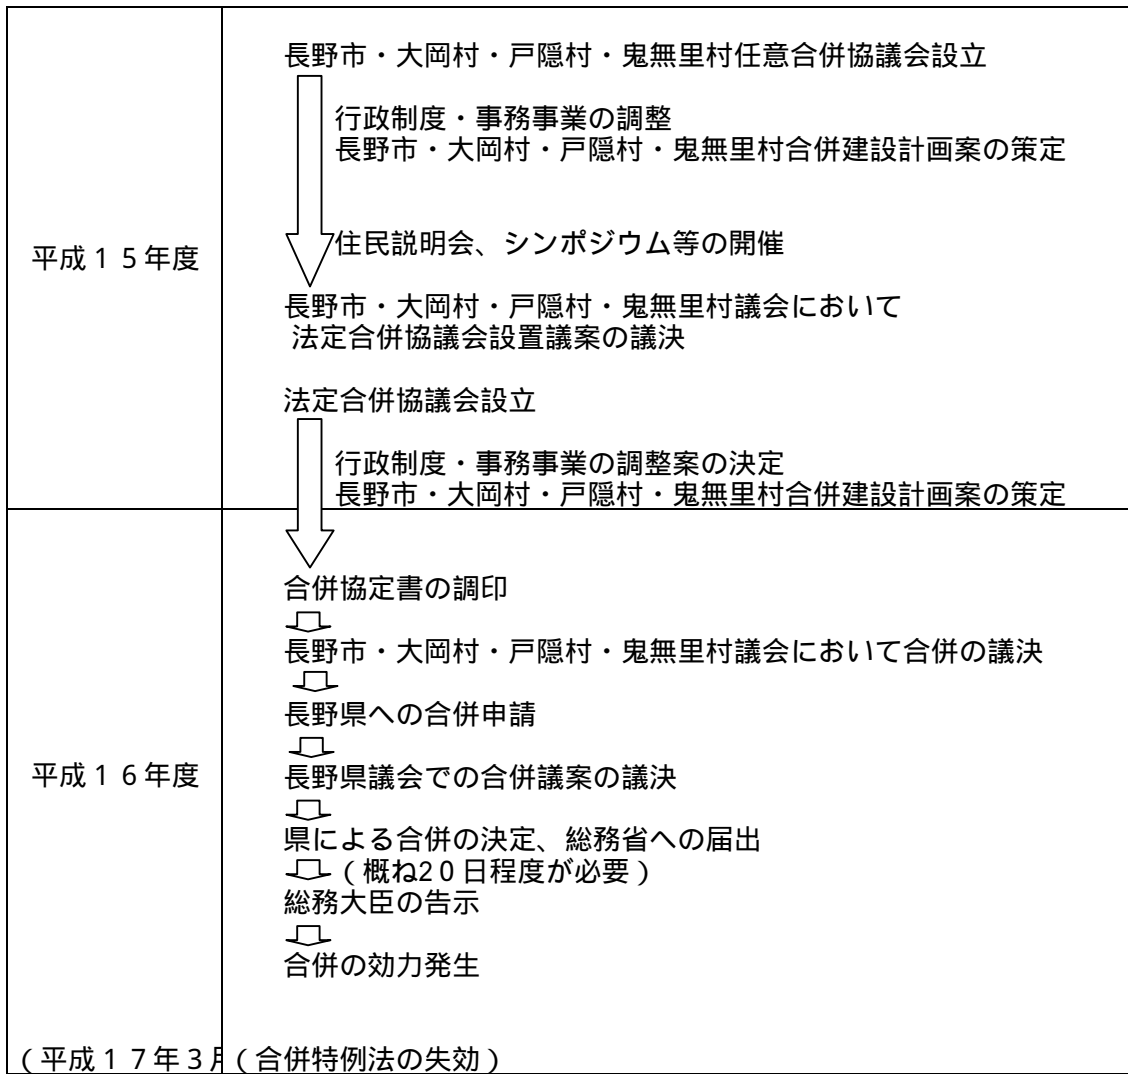 平成１５年度
長野市・大岡村・戸隠村・鬼無里村任意合併協議会設立
行政制度・事務事業の調整
長野市・大岡村・戸隠村・鬼無里村合併建設計画案の策定
住民説明会、シンポジウム等の開催
長野市・大岡村・戸隠村・鬼無里村議会において
法定合併協議会設置議案の議決
法定合併協議会設立
行政制度・事務事業の調整案の決定
長野市・大岡村・戸隠村・鬼無里村合併建設計画案の策定
平成１６年度
合併協定書の調印
長野市・大岡村・戸隠村・鬼無里村議会において合併の議決
長野県への合併申請
長野県議会での合併議案の議決
県による合併の決定、総務省への届出
（概ね20日程度が必要）
総務大臣の告示
合併の効力発生
（平成１７年３月
（合併特例法の失効）